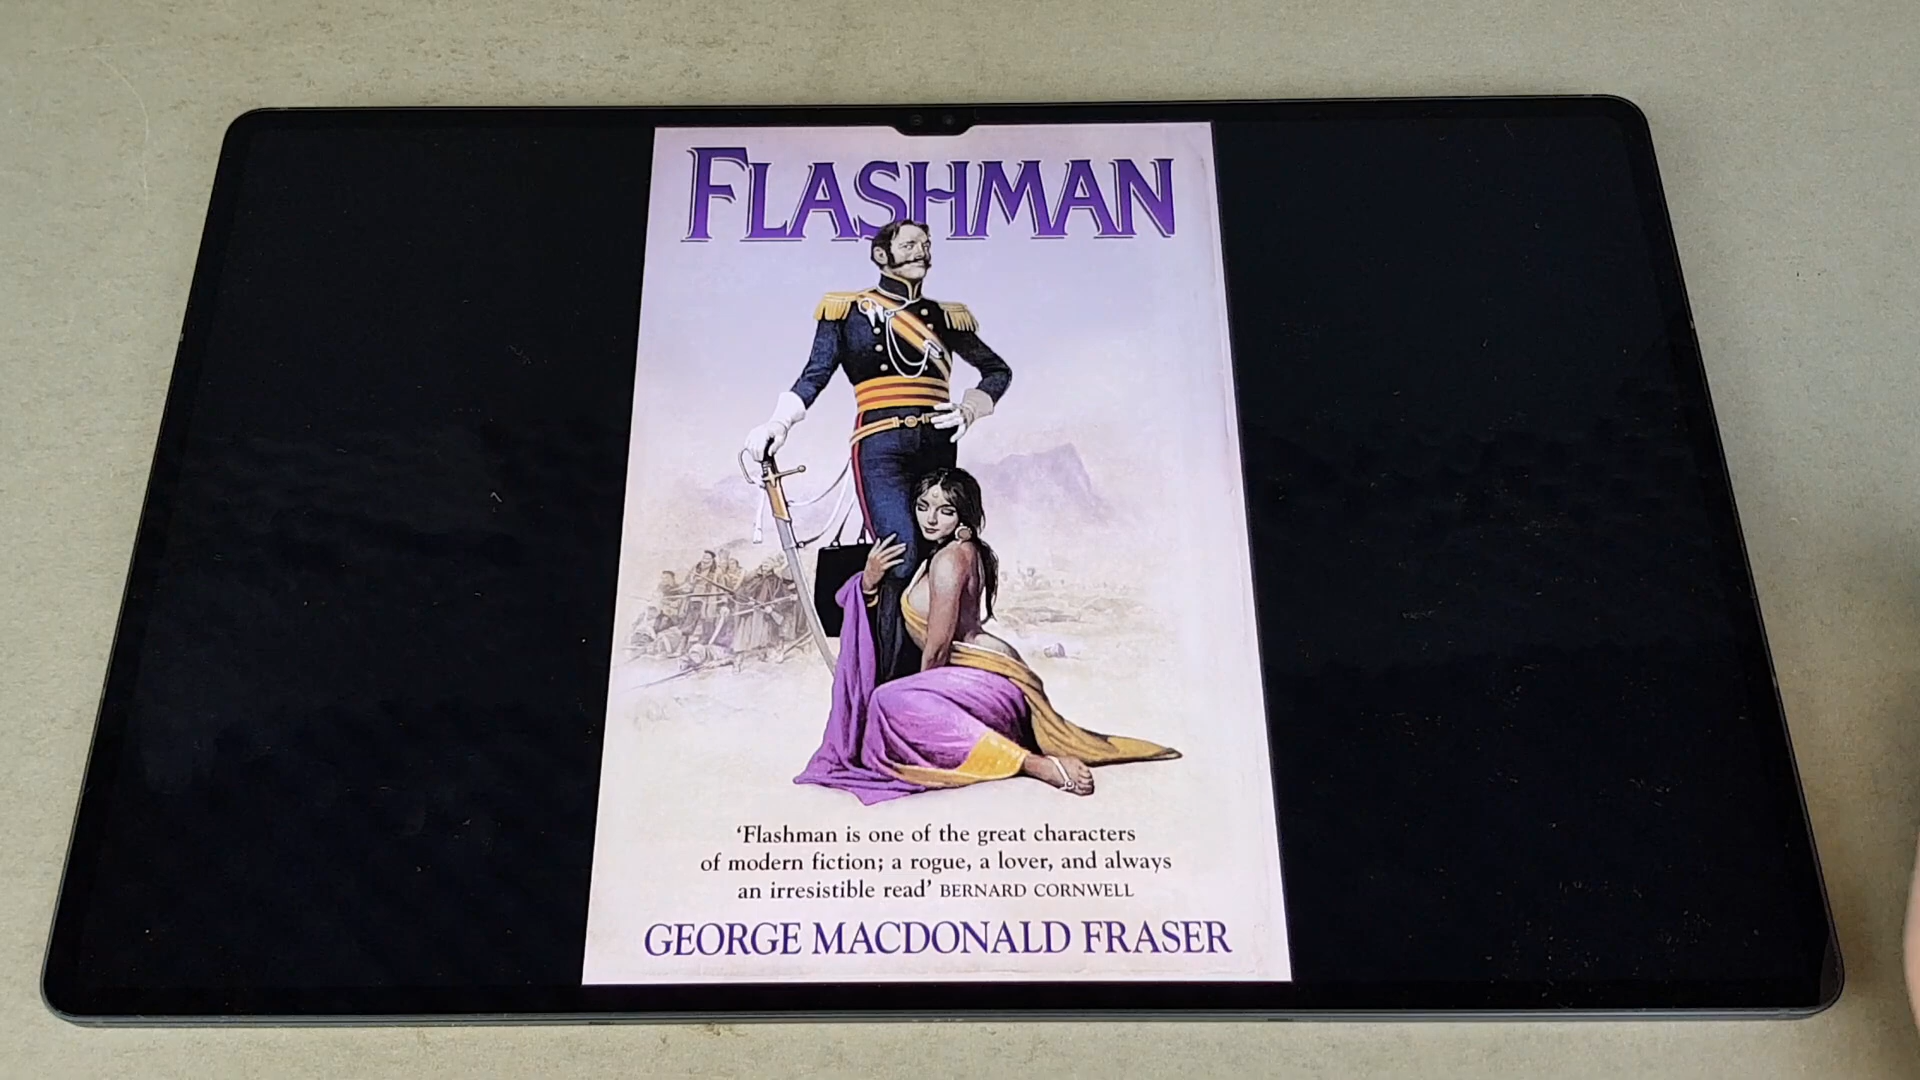 FLASHMAN
‘Flashman is one of the great characters
of modern fiction; a rogue, a lover, and always
an irresistible read’ BERNARD CORNWELL
GEORGE MACDONALD FRASER